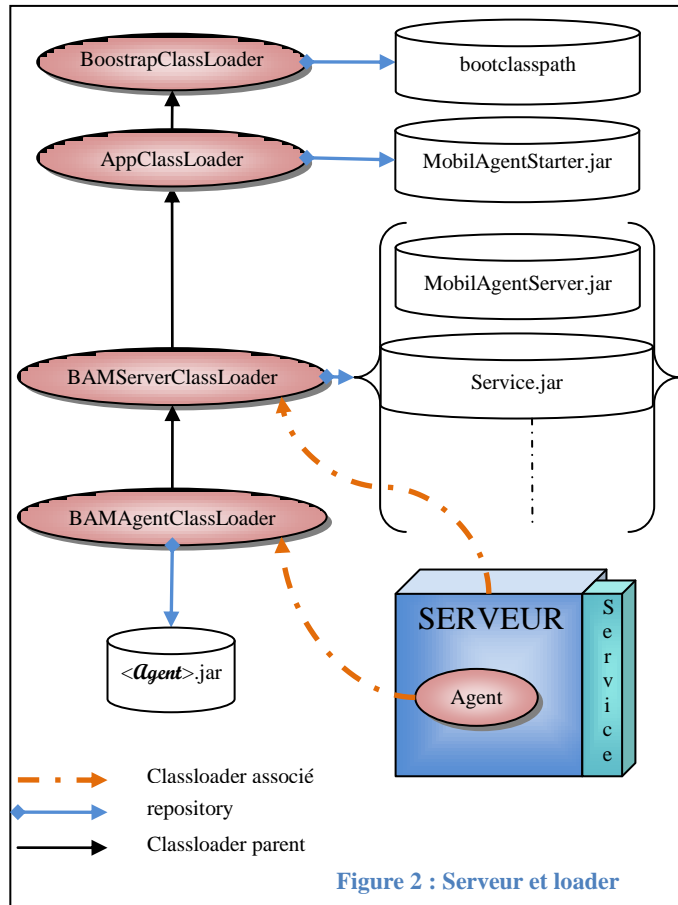 BoostrapClassLoader
bootclasspath
AppClassLoader
MobilAgentStarter.jar
MobilAgentServer.jar
BAMServerClassLoader
Service.jar
BAMAgentClassLoader
<Agent>.jar
SERVEUR
Service
Agent
Classloader associé
repository
Classloader parent
Figure 2 : Serveur et loader